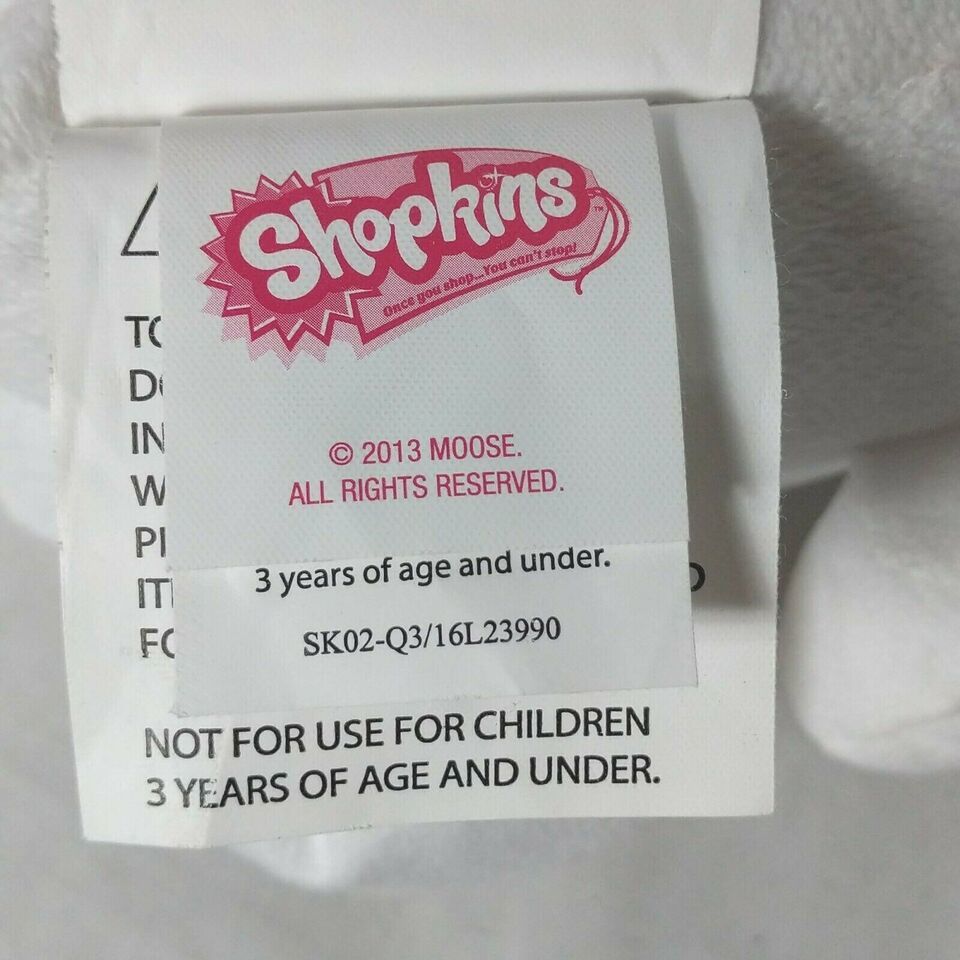 Shopkins™
Once you shop...You can't stop!
© 2013 MOOSE.
ALL RIGHTS RESERVED.
3 years of age and under.
SK02-Q3/16L23990
NOT FOR USE FOR CHILDREN
3 YEARS OF AGE AND UNDER.